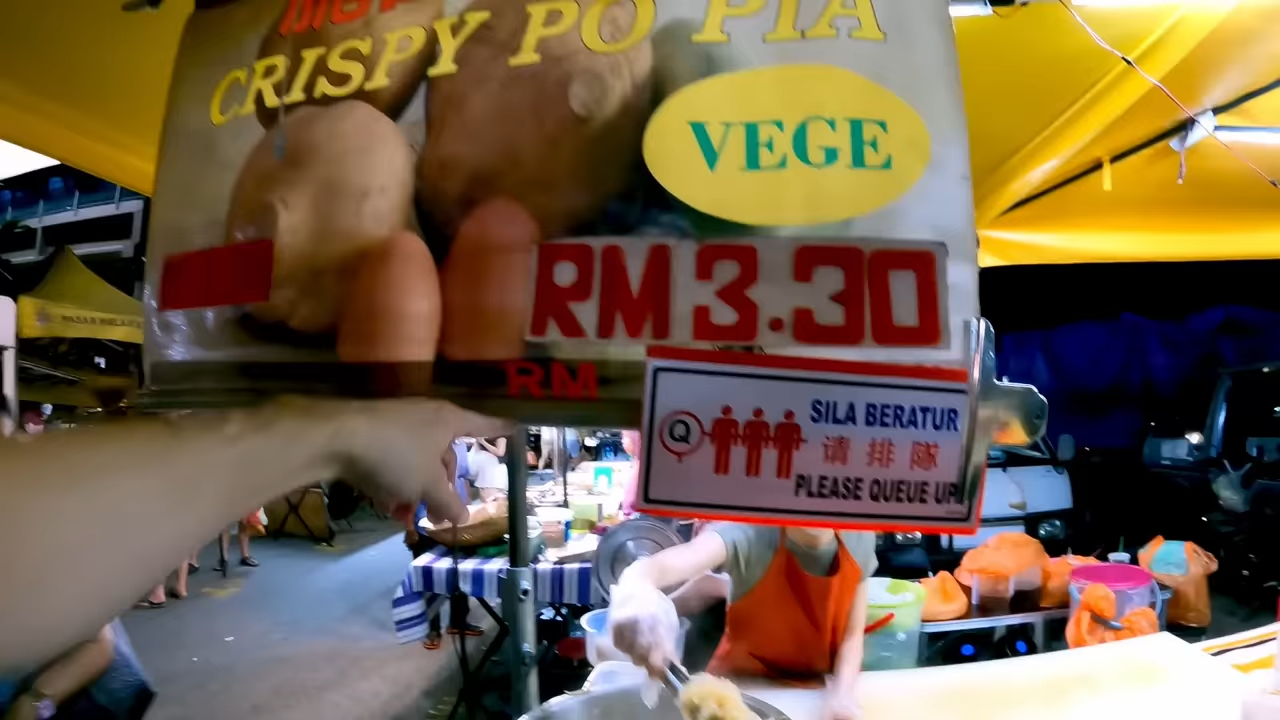 CRISPY PO PIA
VEGE
RM 3.30
RM
Q
SILA BERATUR
请排隊
PLEASE QUEUE UP